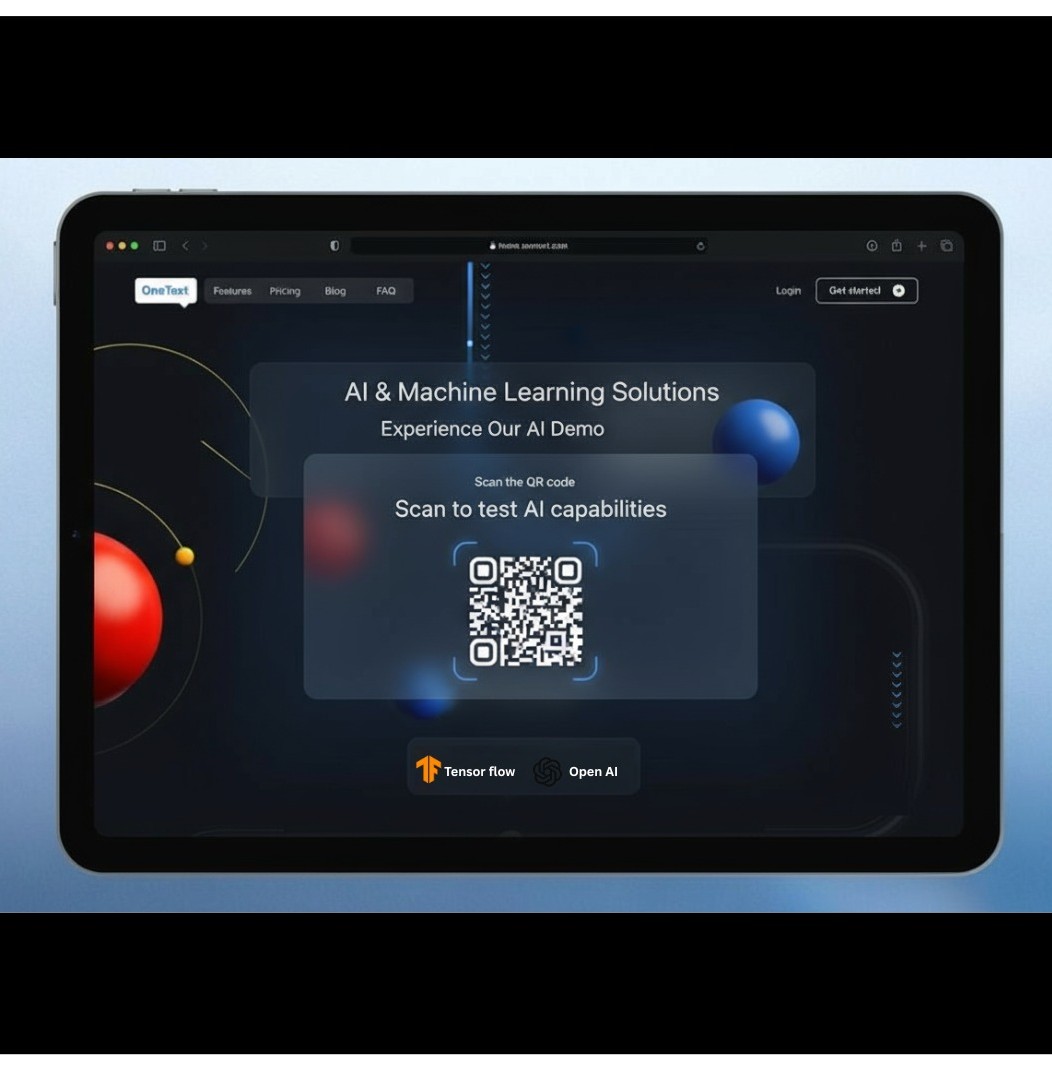 OneText
Features Pricing Blog FAQ
Login
Get started
AI & Machine Learning Solutions
Experience Our AI Demo
Scan the QR code
Scan to test AI capabilities
Tensor flow
Open AI